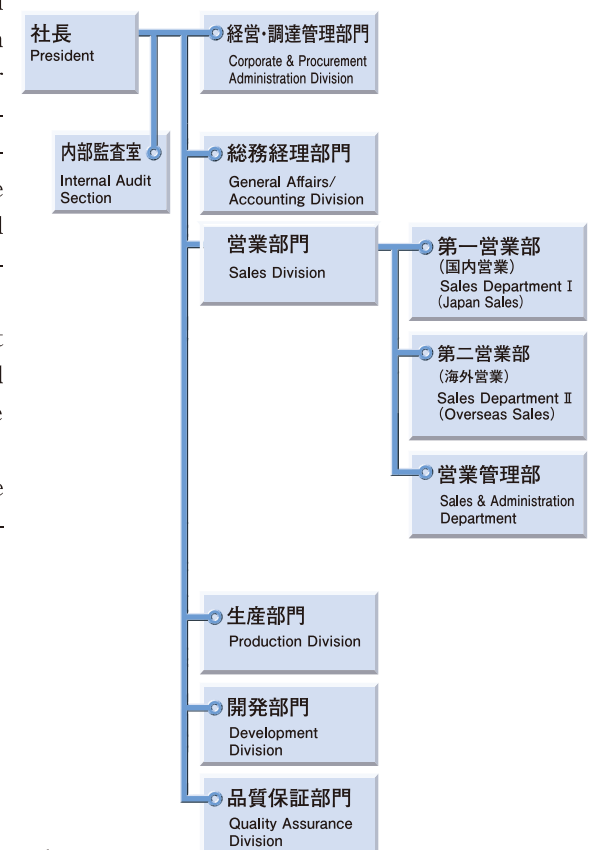 社長
President
内部監査室
Internal Audit
Section
経営・調達管理部門
Corporate & Procurement
Administration Division
総務経理部門
General Affairs/
Accounting Division
営業部門
Sales Division
第一営業部
(国内営業)
Sales Department Ⅰ
(Japan Sales)
第二営業部
(海外営業)
Sales Department Ⅱ
(Overseas Sales)
営業管理部
Sales & Administration
Department
生産部門
Production Division
開発部門
Development
Division
品質保証部門
Quality Assurance
Division